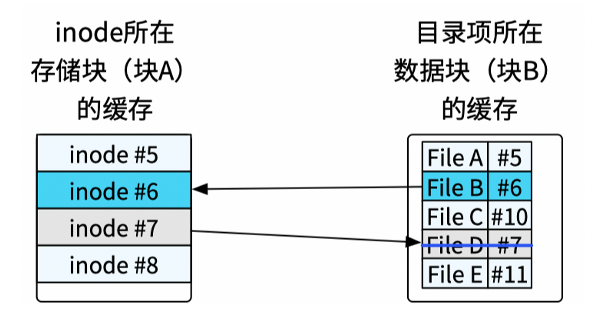 inode所在
存储块（块A）
的缓存
目录项所在
数据块（块B）
的缓存
inode #5
inode #6
inode #7
inode #8
File A #5
File B #6
File C #10
File D #7
File E #11